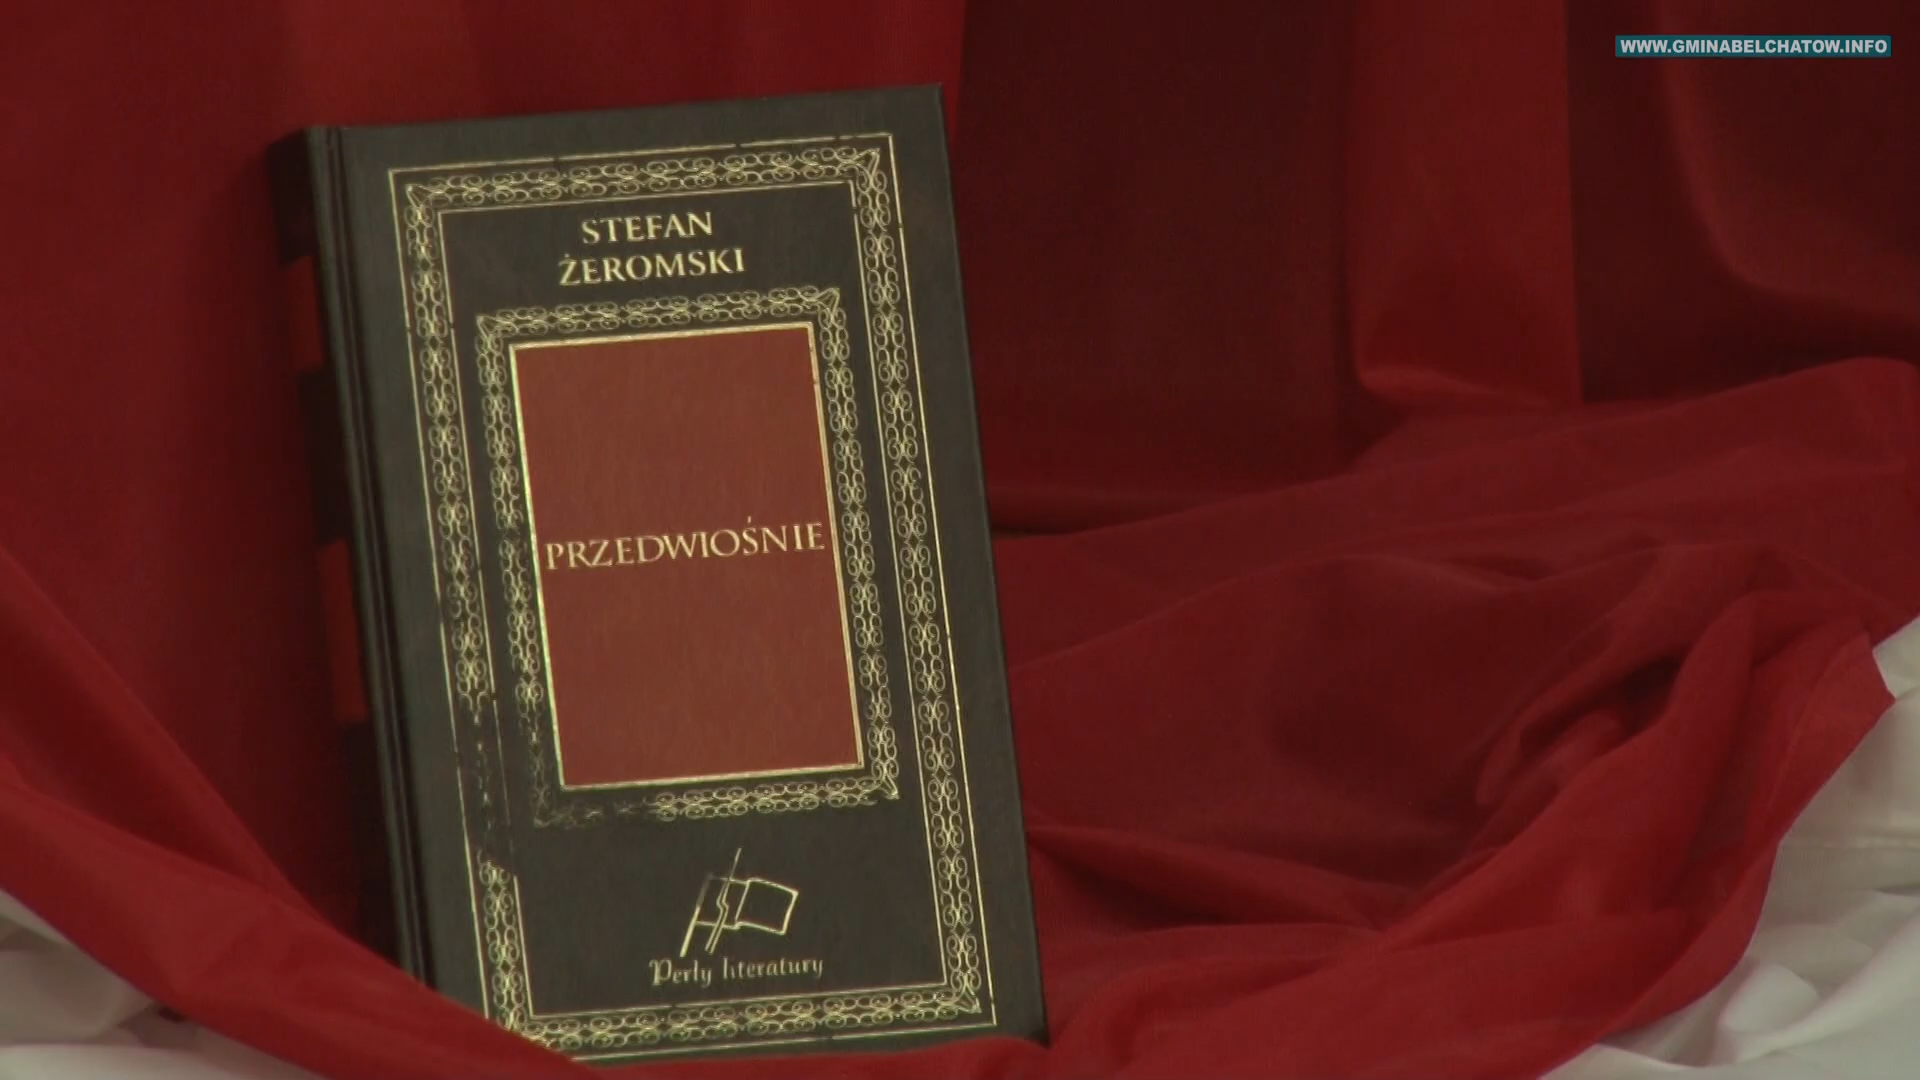 WWW.GMINABELCHATOW.INFO
STEFAN
ŻEROMSKI
PRZEDWIOŚNIE
Perły literatury